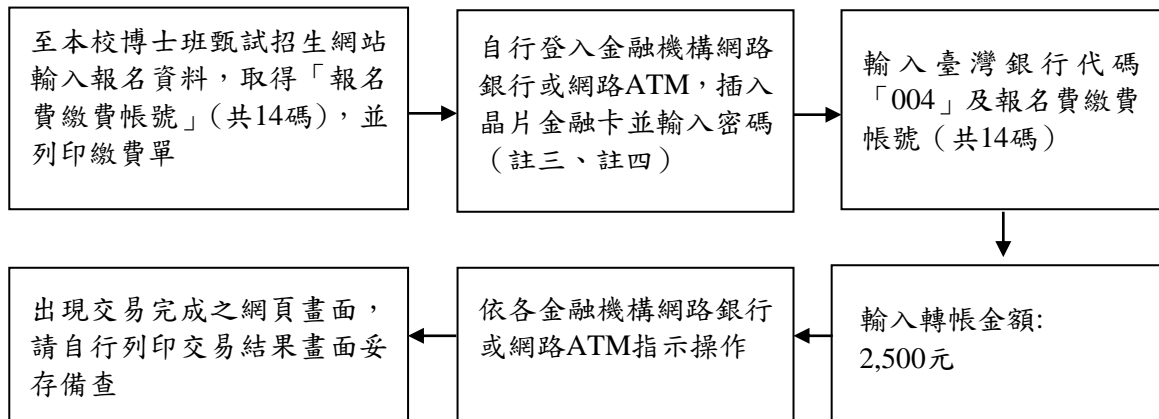 至本校博士班甄試招生網站
輸入報名資料，取得「報名
費繳費帳號」（共14碼），並
列印繳費單
自行登入金融機構網路
銀行或網路ATM，插入
晶片金融卡並輸入密碼
（註三、註四）
輸入臺灣銀行代碼
「004」及報名費繳費
帳號（共14碼）
輸入轉帳金額:
2,500元
依各金融機構網路銀行
或網路ATM指示操作
出現交易完成之網頁畫面，
請自行列印交易結果畫面妥
存備查